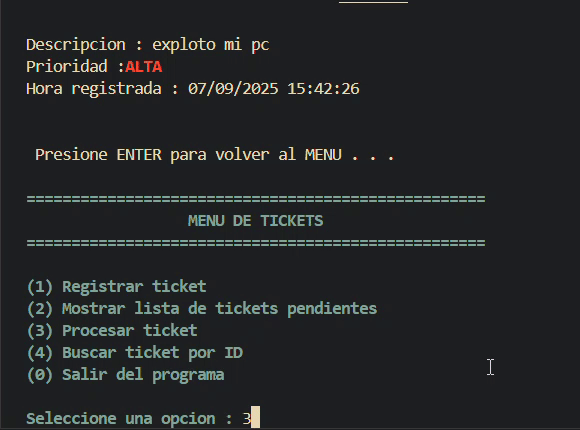 Descripcion : exploto mi pc
Prioridad :ALTA
Hora registrada : 07/09/2025 15:42:26
Presione ENTER para volver al MENU . . .
===================================================
MENU DE TICKETS
===================================================
(1) Registrar ticket
(2) Mostrar lista de tickets pendientes
(3) Procesar ticket
(4) Buscar ticket por ID
(0) Salir del programa
Seleccione una opcion : 3